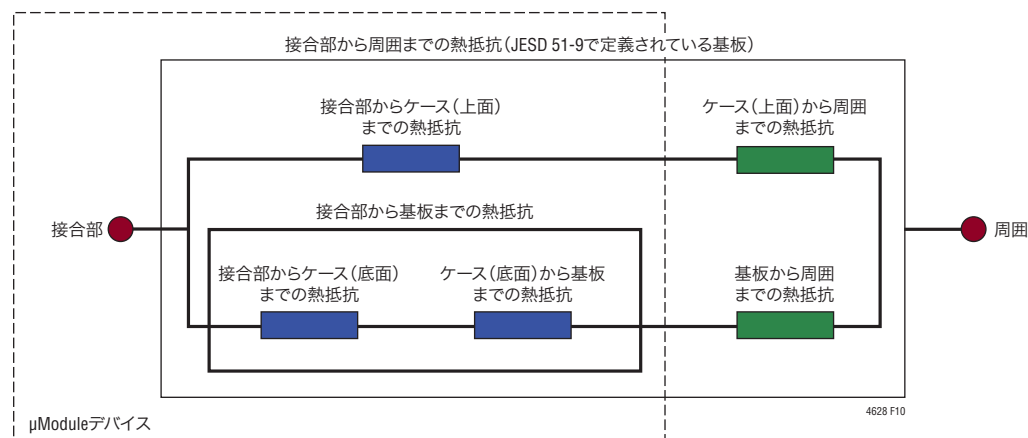 接合部から周囲までの熱抵抗(JESD 51-9で定義されている基板)
接合部からケース(上面)
までの熱抵抗
ケース(上面)から周囲
までの熱抵抗
接合部
接合部から基板までの熱抵抗
周囲
接合部からケース(底面)
までの熱抵抗
ケース(底面)から基板
までの熱抵抗
基板から周囲
までの熱抵抗
4628 F10
µModuleデバイス